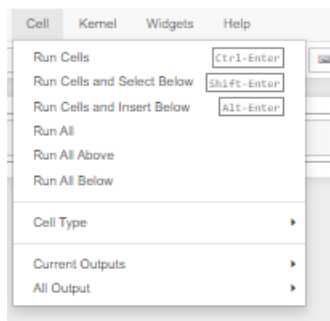 Cell Kernel Widgets Help
Run Cells Ctrl-Enter
Run Cells and Select Below Shift-Enter
Run Cells and Insert Below Alt-Enter
Run All
Run All Above
Run All Below
Cell Type
Current Outputs
All Output